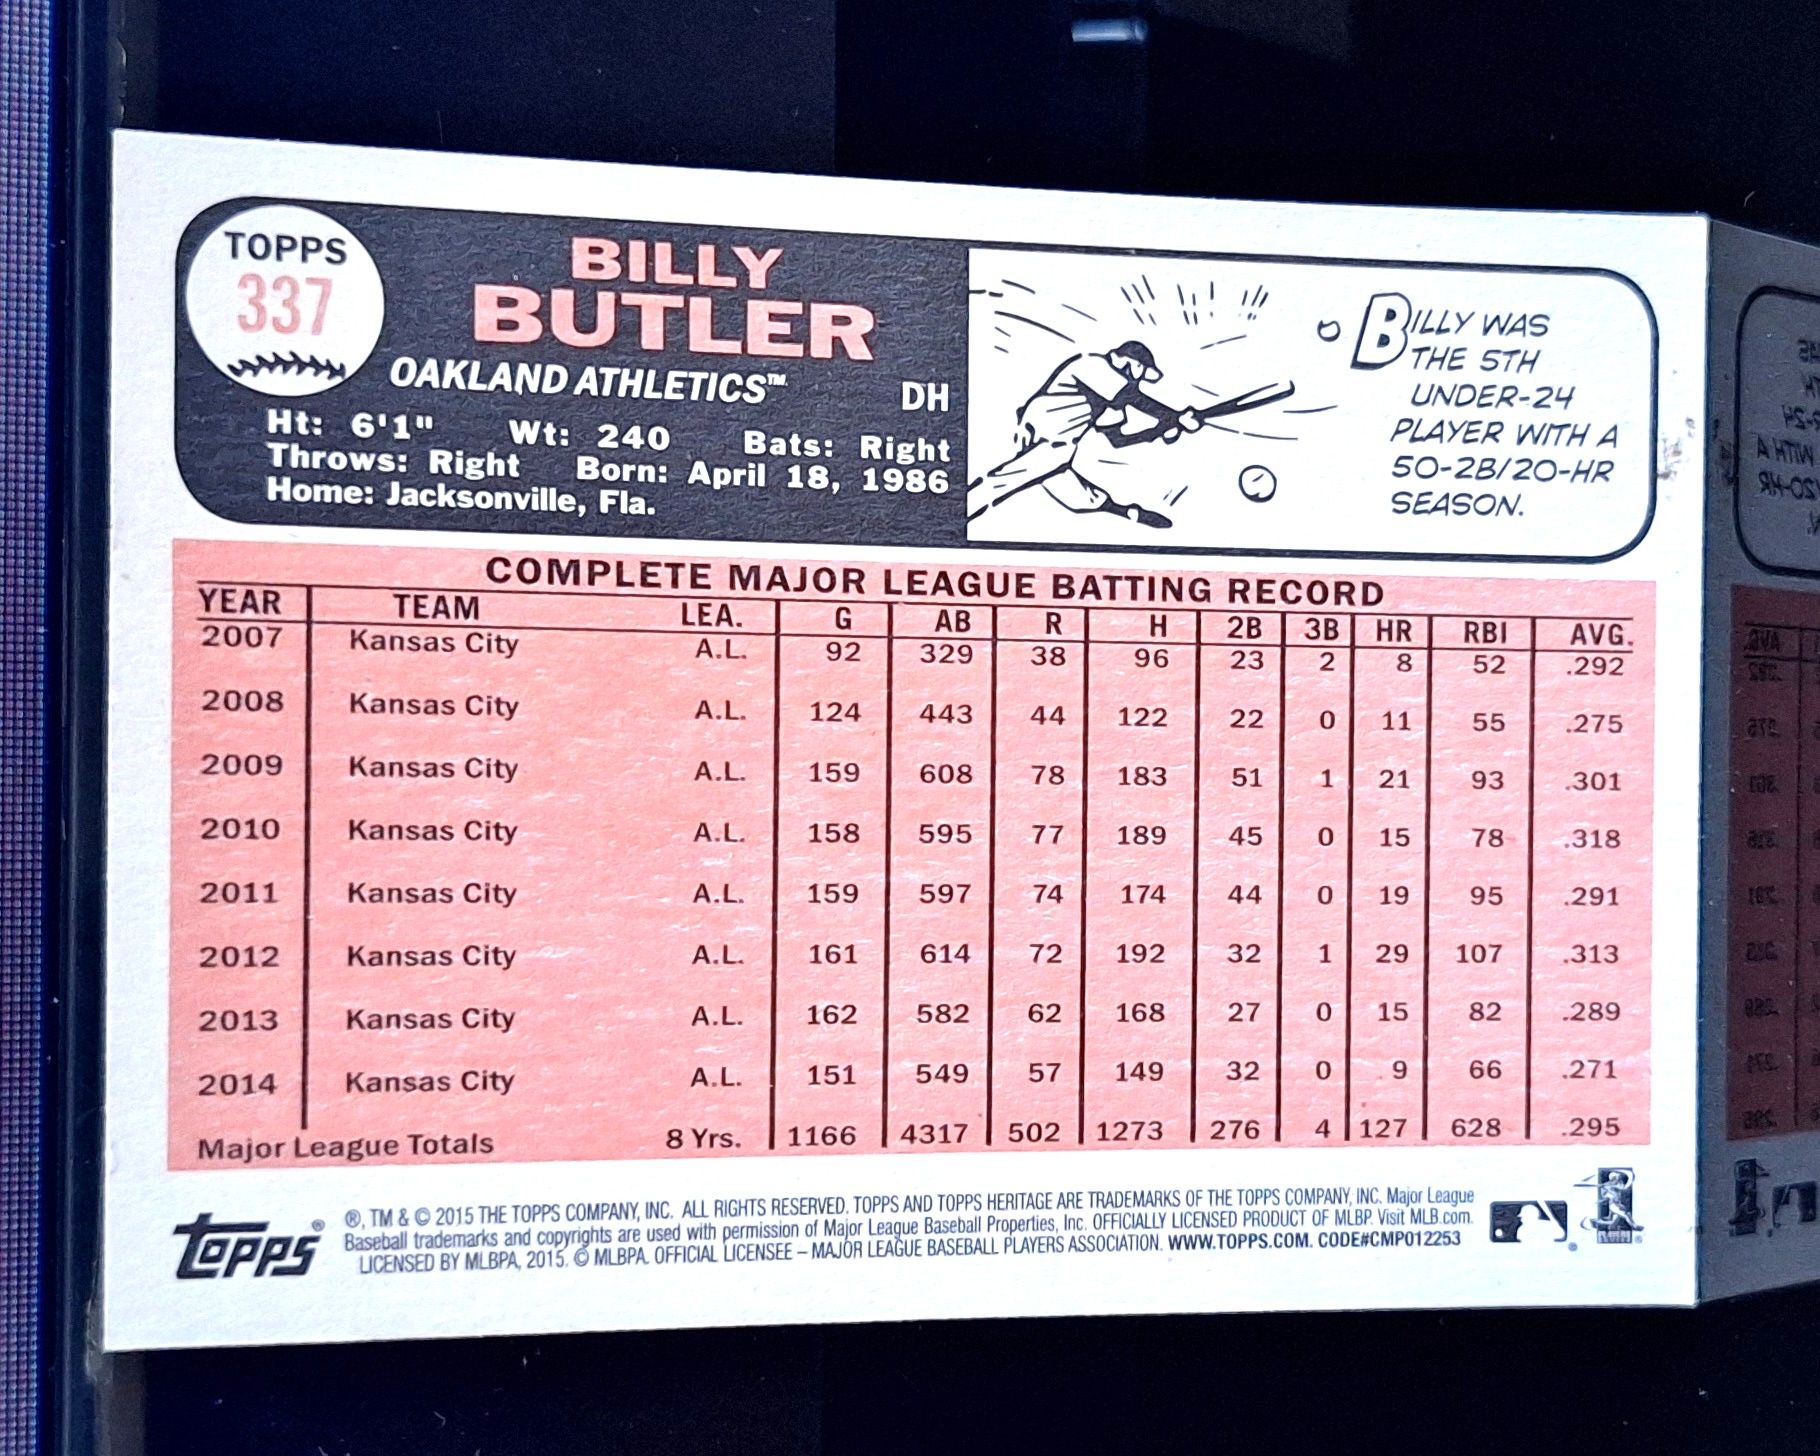 TOPPS
337
BILLY
BUTLER
OAKLAND ATHLETICS™ DH
Ht: 6'1" Wt: 240 Bats: Right
Throws: Right Born: April 18, 1986
Home: Jacksonville, Fla.
BILLY WAS
THE 5TH
UNDER-24
PLAYER WITH A
50-2B/20-HR
SEASON.
COMPLETE MAJOR LEAGUE BATTING RECORD
YEAR TEAM LEA. G AB R H 2B 3B HR RBI AVG.
2007 Kansas City A.L. 92 329 38 96 23 2 8 52 .292
2008 Kansas City A.L. 124 443 44 122 22 0 11 55 .275
2009 Kansas City A.L. 159 608 78 183 51 1 21 93 .301
2010 Kansas City A.L. 158 595 77 189 45 0 15 78 .318
2011 Kansas City A.L. 159 597 74 174 44 0 19 95 .291
2012 Kansas City A.L. 161 614 72 192 32 1 29 107 .313
2013 Kansas City A.L. 162 582 62 168 27 0 15 82 .289
2014 Kansas City A.L. 151 549 57 149 32 0 9 66 .271
Major League Totals 8 Yrs. 1166 4317 502 1273 276 4 127 628 .295
topps®
®, TM & © 2015 THE TOPPS COMPANY, INC. ALL RIGHTS RESERVED. TOPPS AND TOPPS HERITAGE ARE TRADEMARKS OF THE TOPPS COMPANY, INC. Major League
Baseball trademarks and copyrights are used with permission of Major League Baseball Properties, Inc. OFFICIALLY LICENSED PRODUCT OF MLBP. Visit MLB.com.
LICENSED BY MLBPA, 2015. © MLBPA. OFFICIAL LICENSEE – MAJOR LEAGUE BASEBALL PLAYERS ASSOCIATION. WWW.TOPPS.COM. CODE#CMP012253